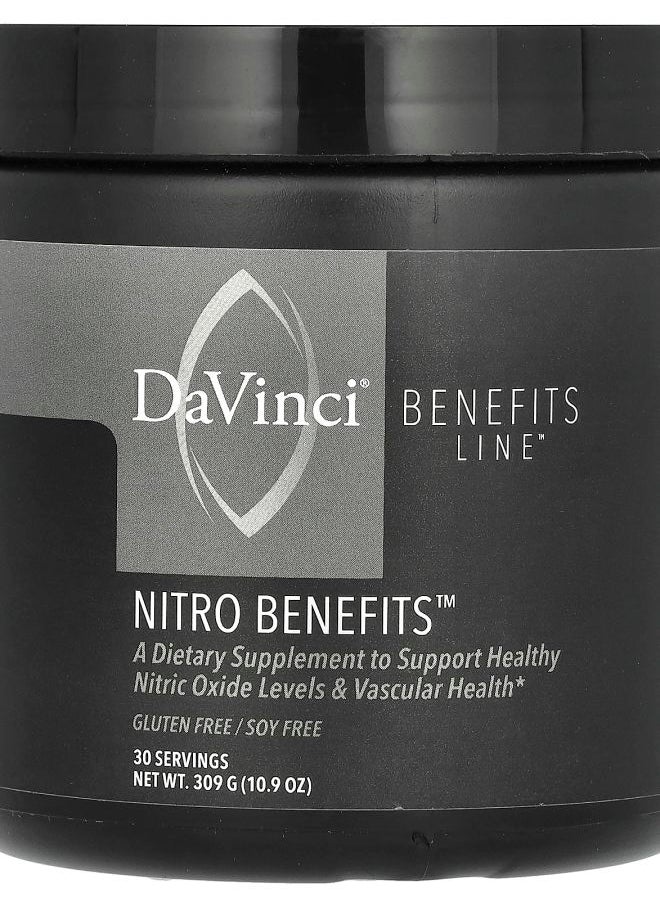 DaVinci®
BENEFITS
LINE™
NITRO BENEFITS™
A Dietary Supplement to Support Healthy
Nitric Oxide Levels & Vascular Health*
GLUTEN FREE / SOY FREE
30 SERVINGS
NET WT. 309 G (10.9 OZ)